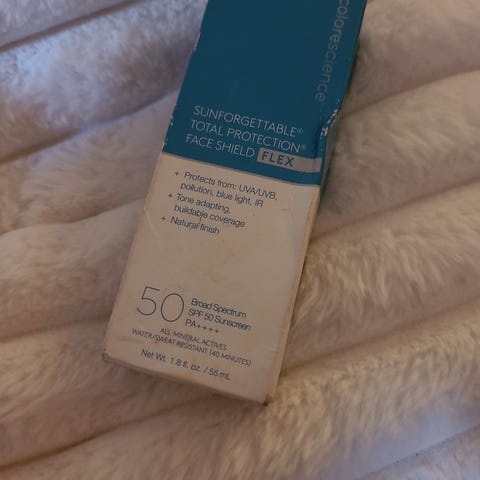 colorescience
SUNFORGETTABLE®
TOTAL PROTECTION®
FACE SHIELD FLEX
+ Protects from: UVA/UVB,
pollution, blue light, IR
+ Tone adapting,
buildable coverage
+ Natural finish
50 Broad Spectrum
SPF 50 Sunscreen
PA++++
ALL-MINERAL ACTIVES
WATER/SWEAT-RESISTANT (40 MINUTES)
Net Wt. 1.8 fl. oz. / 55 mL